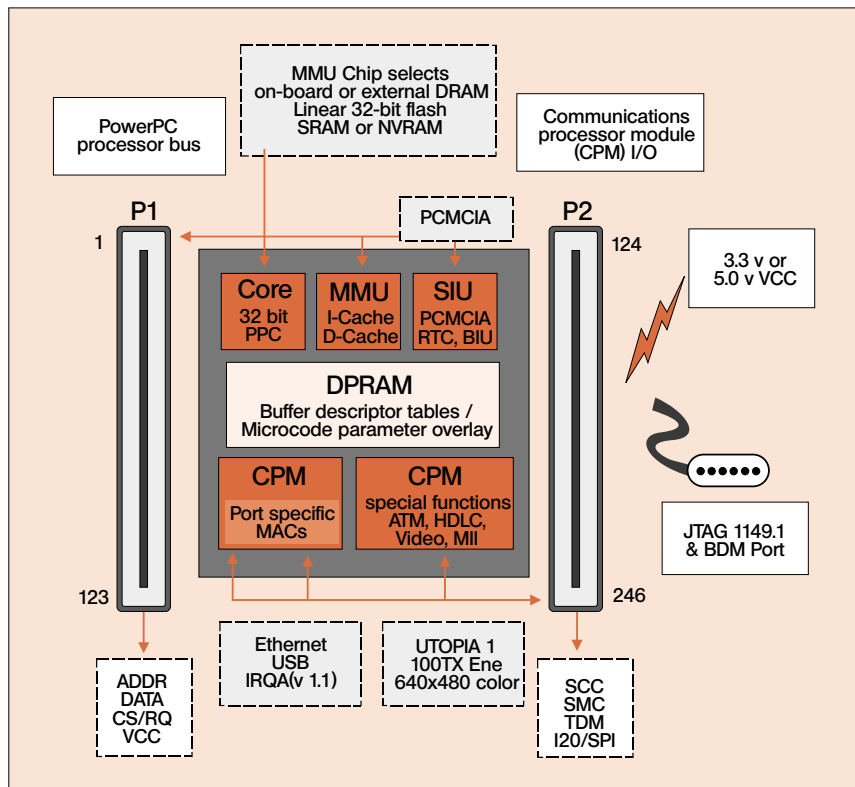 MMU Chip selects
on-board or external DRAM
Linear 32-bit flash
SRAM or NVRAM
PowerPC
processor bus
Communications
processor module
(CPM) I/O
P1
PCMCIA
P2
1
124
3.3 v or
5.0 v VCC
Core
32 bit
PPC
MMU
I-Cache
D-Cache
SIU
PCMCIA
RTC, BIU
DPRAM
Buffer descriptor tables /
Microcode parameter overlay
CPM
Port specific
MACs
CPM
special functions
ATM, HDLC,
Video, MII
JTAG 1149.1
& BDM Port
123
246
Ethernet
USB
IRQA(v 1.1)
UTOPIA 1
100TX Ene
640x480 color
ADDR
DATA
CS/RQ
VCC
SCC
SMC
TDM
I20/SPI